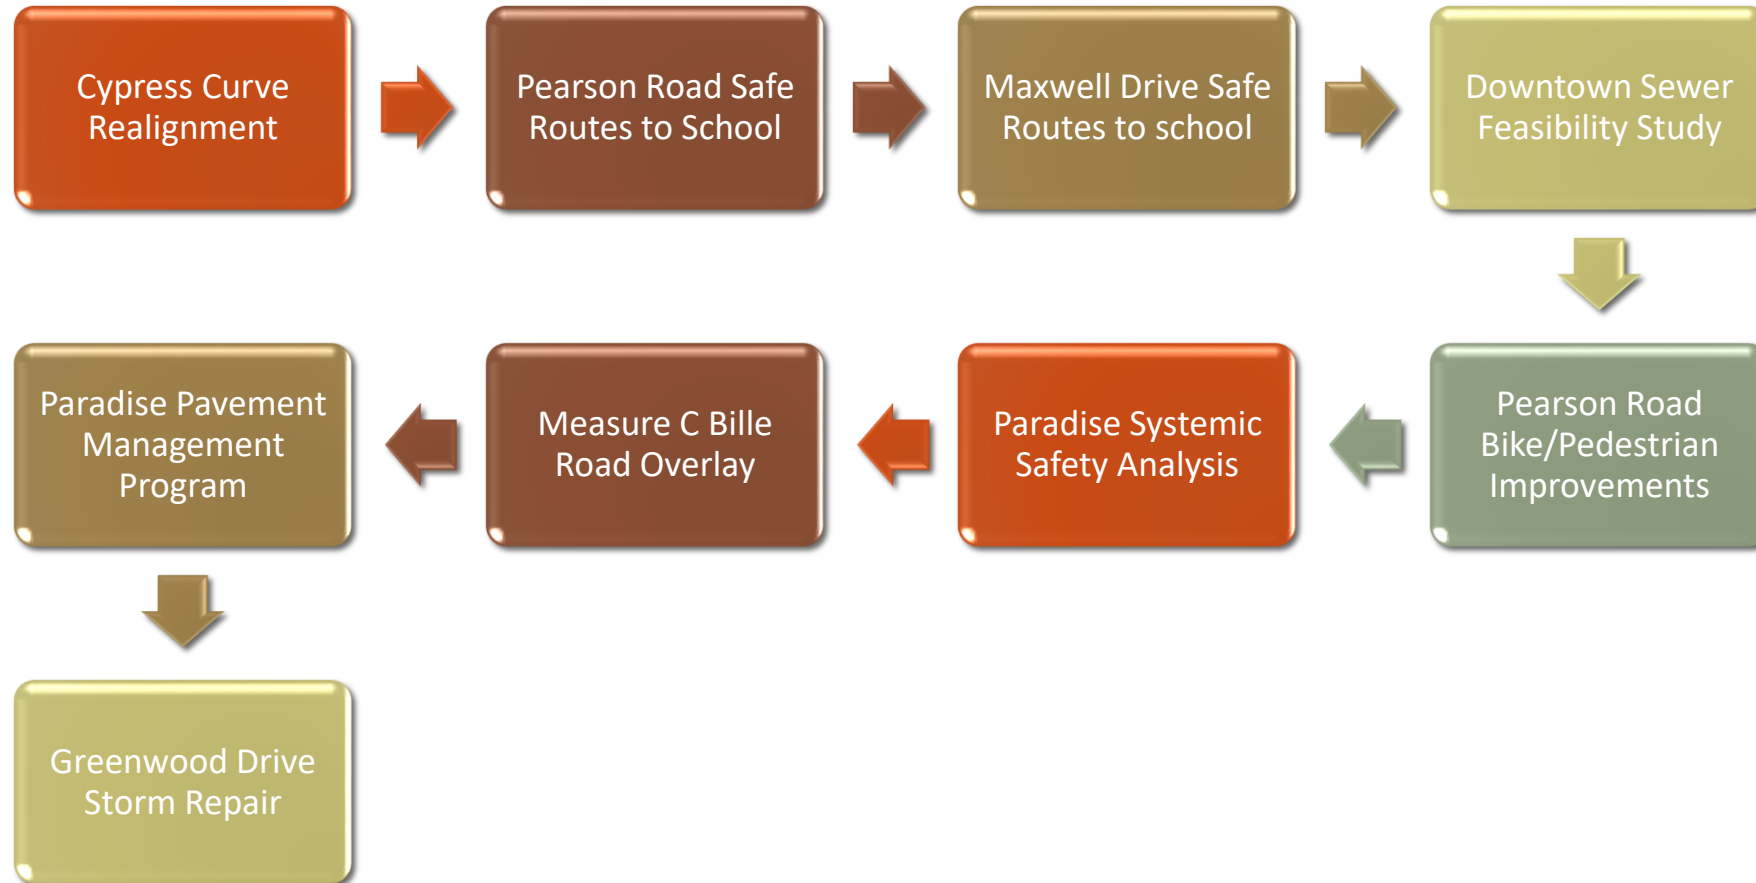 Cypress Curve
Realignment
Pearson Road Safe
Routes to School
Maxwell Drive Safe
Routes to school
Downtown Sewer
Feasibility Study
Pearson Road
Bike/Pedestrian
Improvements
Paradise Systemic
Safety Analysis
Measure C Bille
Road Overlay
Paradise Pavement
Management
Program
Greenwood Drive
Storm Repair